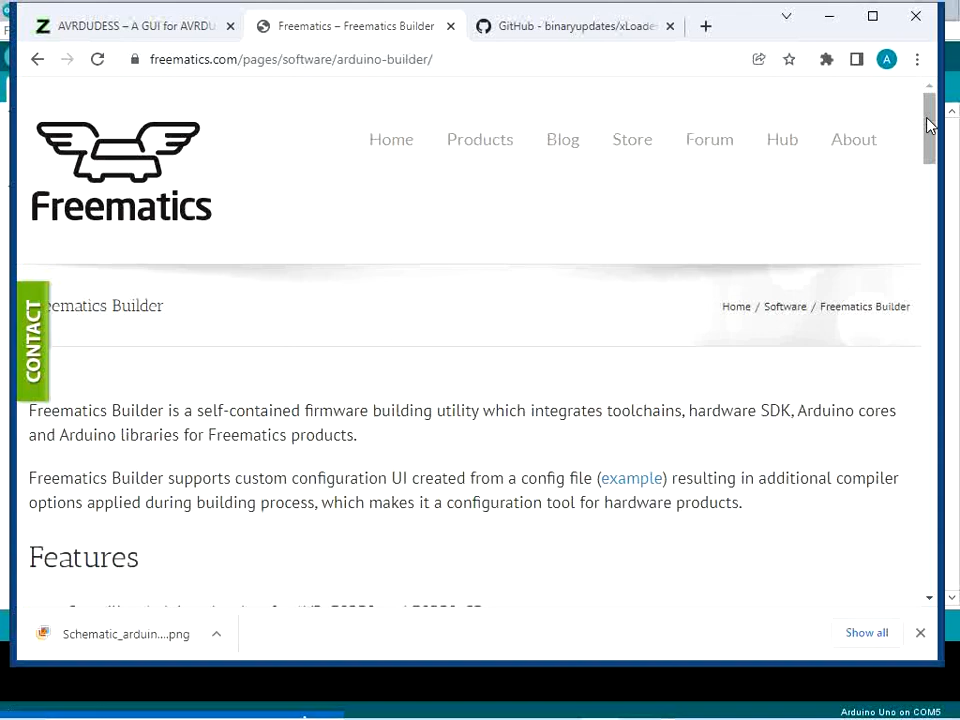 AVRDUDESS – A GUI for AVRDU
Freematics – Freematics Builder
GitHub - binaryupdates/xLoade
freematics.com/pages/software/arduino-builder/
A
Freematics
Home Products Blog Store Forum Hub About
CONTACT
eematics Builder
Home / Software / Freematics Builder
Freematics Builder is a self-contained firmware building utility which integrates toolchains, hardware SDK, Arduino cores
and Arduino libraries for Freematics products.
Freematics Builder supports custom configuration UI created from a config file (example) resulting in additional compiler
options applied during building process, which makes it a configuration tool for hardware products.
Features
Schematic_arduin....png
Show all
Arduino Uno on COM5